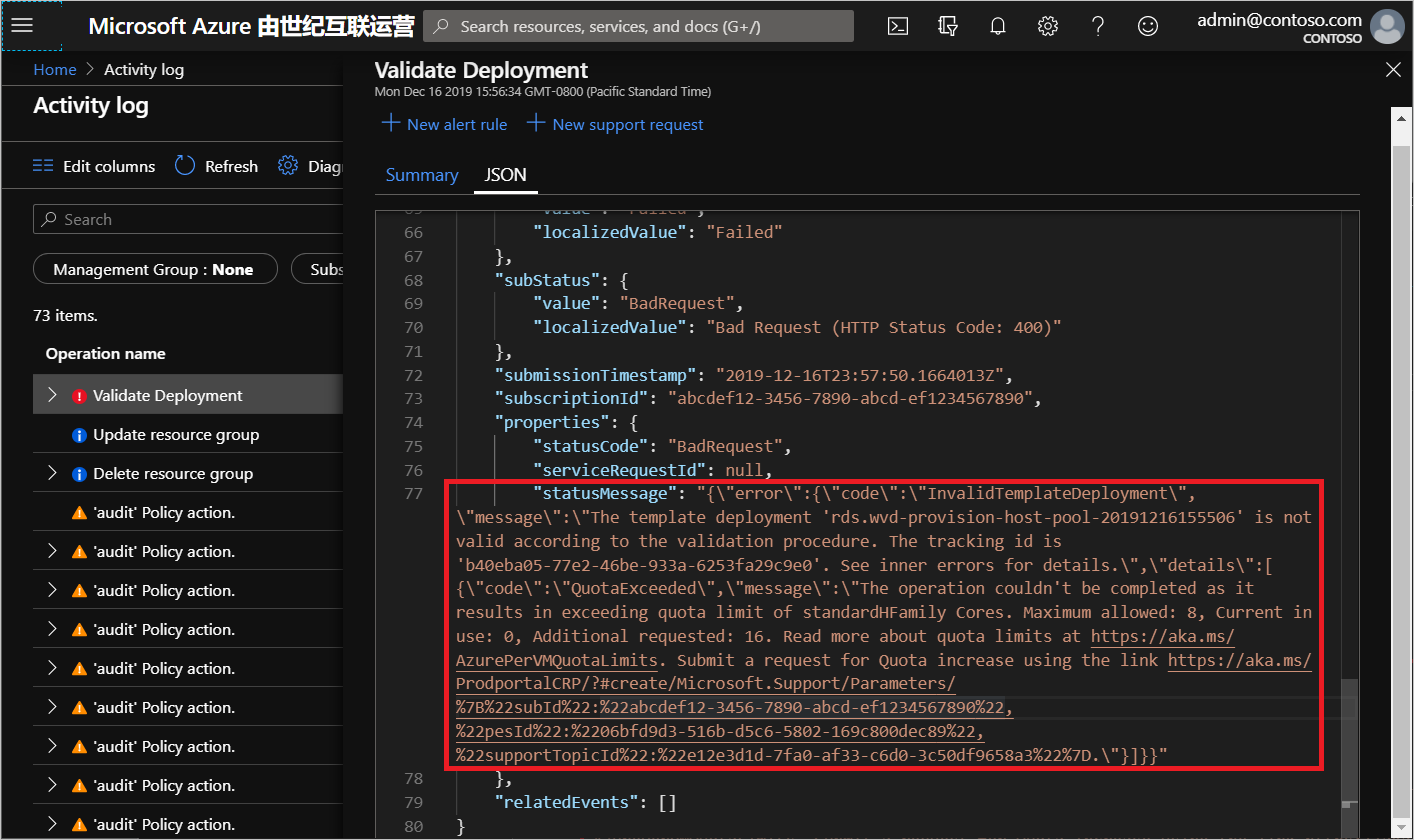 Microsoft Azure 由世纪互联运营
Search resources, services, and docs (G+/)
admin@contoso.com
CONTOSO
Home > Activity log
Activity log
Edit columns
Refresh
Diag
Search
Management Group : None
Subs
73 items.
Operation name
Validate Deployment
Update resource group
Delete resource group
'audit' Policy action.
'audit' Policy action.
'audit' Policy action.
'audit' Policy action.
'audit' Policy action.
'audit' Policy action.
'audit' Policy action.
'audit' Policy action.
'audit' Policy action.
Validate Deployment
Mon Dec 16 2019 15:56:34 GMT-0800 (Pacific Standard Time)
New alert rule
New support request
Summary
JSON
65 "value": "Failed",
66 "localizedValue": "Failed"
67 },
68 "subStatus": {
69 "value": "BadRequest",
70 "localizedValue": "Bad Request (HTTP Status Code: 400)"
71 },
72 "submissionTimestamp": "2019-12-16T23:57:50.1664013Z",
73 "subscriptionId": "abcdef12-3456-7890-abcd-ef1234567890",
74 "properties": {
75 "statusCode": "BadRequest",
76 "serviceRequestId": null,
77 "statusMessage": "{\"error\":{\"code\":\"InvalidTemplateDeployment\",
\"message\":\"The template deployment 'rds.wvd-provision-host-pool-20191216155506' is not
valid according to the validation procedure. The tracking id is
'b40eba05-77e2-46be-933a-6253fa29c9e0'. See inner errors for details.\",\"details\":[
{\"code\":\"QuotaExceeded\",\"message\":\"The operation couldn't be completed as it
results in exceeding quota limit of standardHFamily Cores. Maximum allowed: 8, Current in
use: 0, Additional requested: 16. Read more about quota limits at https://aka.ms/
AzurePerVMQuotaLimits. Submit a request for Quota increase using the link https://aka.ms/
ProdportalCRP/?#create/Microsoft.Support/Parameters/
%7B%22subId%22:%22abcdef12-3456-7890-abcd-ef1234567890%22,
%22pesId%22:%2206bfd9d3-516b-d5c6-5802-169c800dec89%22,
%22supportTopicId%22:%22e12e3d1d-7fa0-af33-c6d0-3c50df9658a3%22%7D.\"}]}}"
78 },
79 "relatedEvents": []
80 }